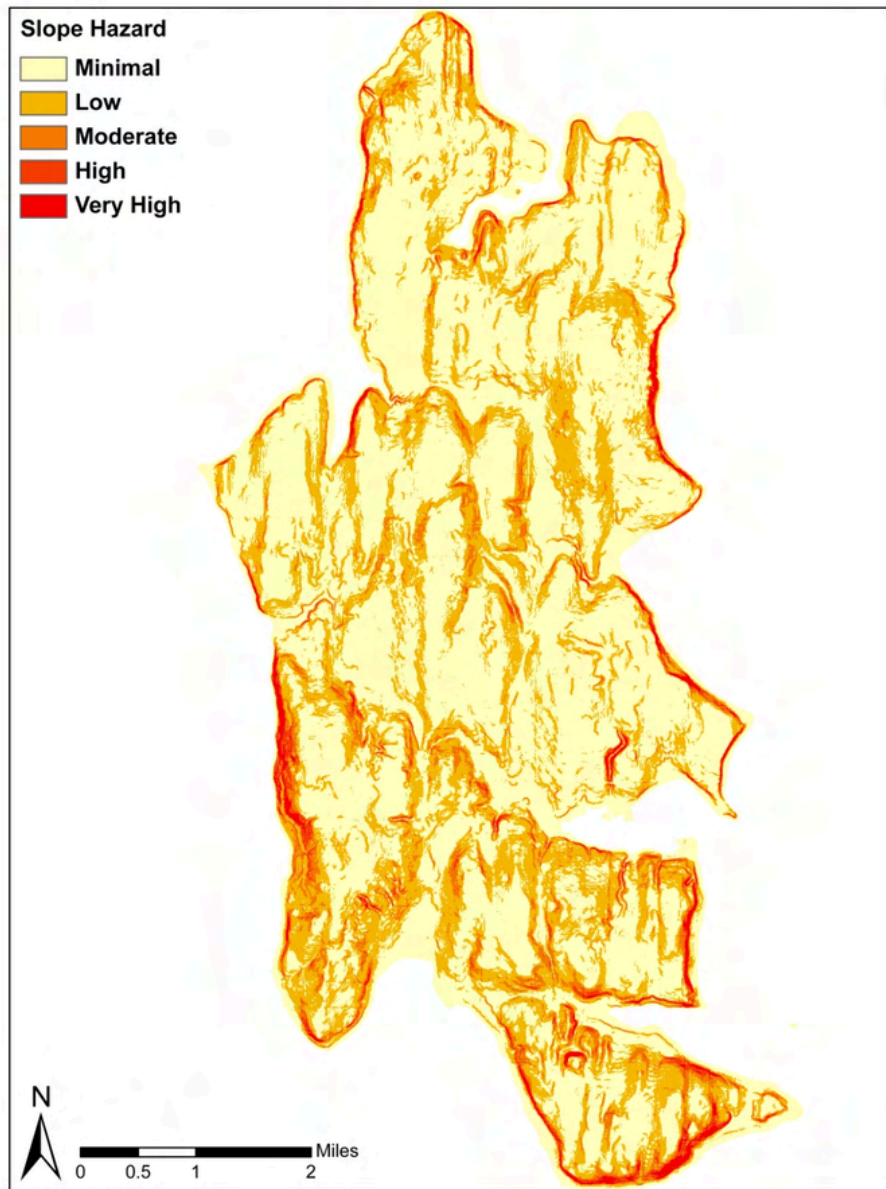 Slope Hazard
Minimal
Low
Moderate
High
Very High
N
Miles
0 0.5 1 2